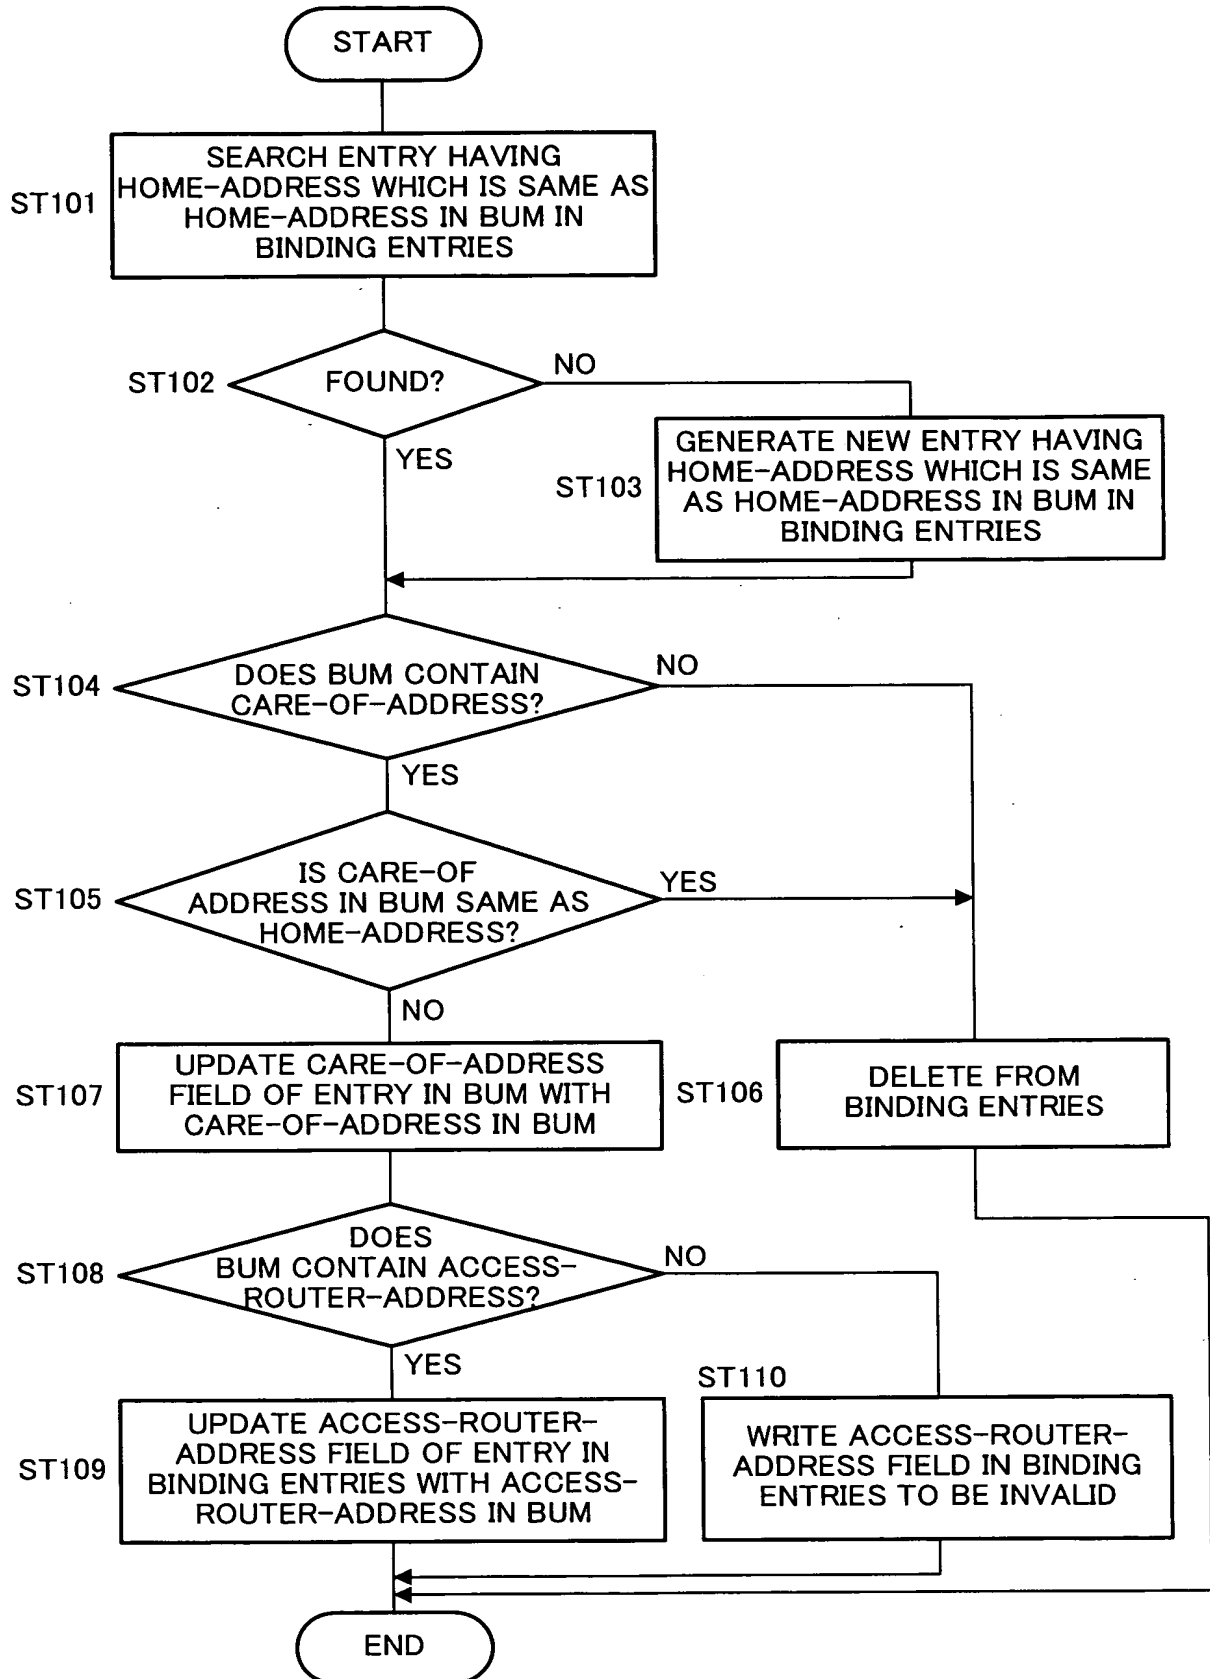 START
ST101
SEARCH ENTRY HAVING
HOME-ADDRESS WHICH IS SAME AS
HOME-ADDRESS IN BUM IN
BINDING ENTRIES
ST102
FOUND?
NO
YES
ST103
GENERATE NEW ENTRY HAVING
HOME-ADDRESS WHICH IS SAME
AS HOME-ADDRESS IN BUM IN
BINDING ENTRIES
ST104
DOES BUM CONTAIN
CARE-OF-ADDRESS?
NO
YES
ST105
IS CARE-OF
ADDRESS IN BUM SAME AS
HOME-ADDRESS?
YES
NO
ST107
UPDATE CARE-OF-ADDRESS
FIELD OF ENTRY IN BUM WITH
CARE-OF-ADDRESS IN BUM
ST106
DELETE FROM
BINDING ENTRIES
ST108
DOES
BUM CONTAIN ACCESS-
ROUTER-ADDRESS?
NO
YES
ST109
UPDATE ACCESS-ROUTER-
ADDRESS FIELD OF ENTRY IN
BINDING ENTRIES WITH ACCESS-
ROUTER-ADDRESS IN BUM
ST110
WRITE ACCESS-ROUTER-
ADDRESS FIELD IN BINDING
ENTRIES TO BE INVALID
END